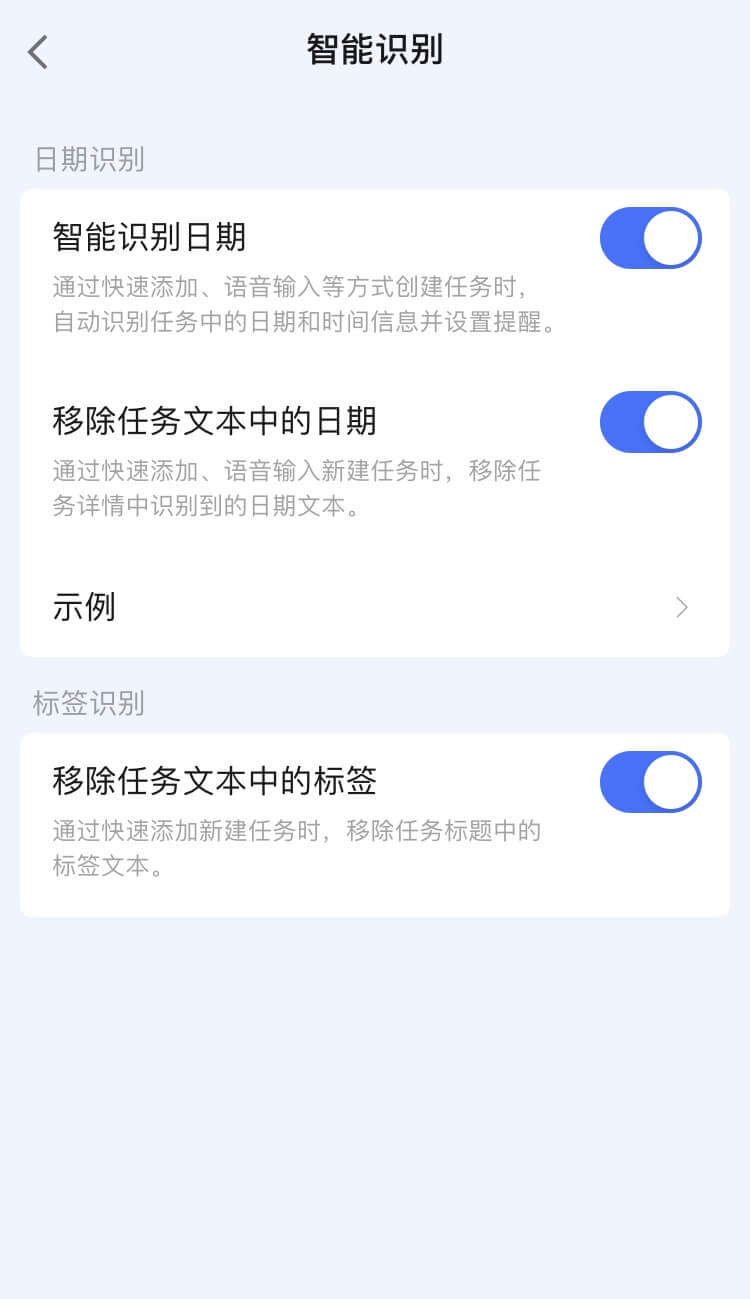 智能识别
日期识别
智能识别日期
通过快速添加、语音输入等方式创建任务时，
自动识别任务中的日期和时间信息并设置提醒。
移除任务文本中的日期
通过快速添加、语音输入新建任务时，移除任
务详情中识别到的日期文本。
示例
标签识别
移除任务文本中的标签
通过快速添加新建任务时，移除任务标题中的
标签文本。